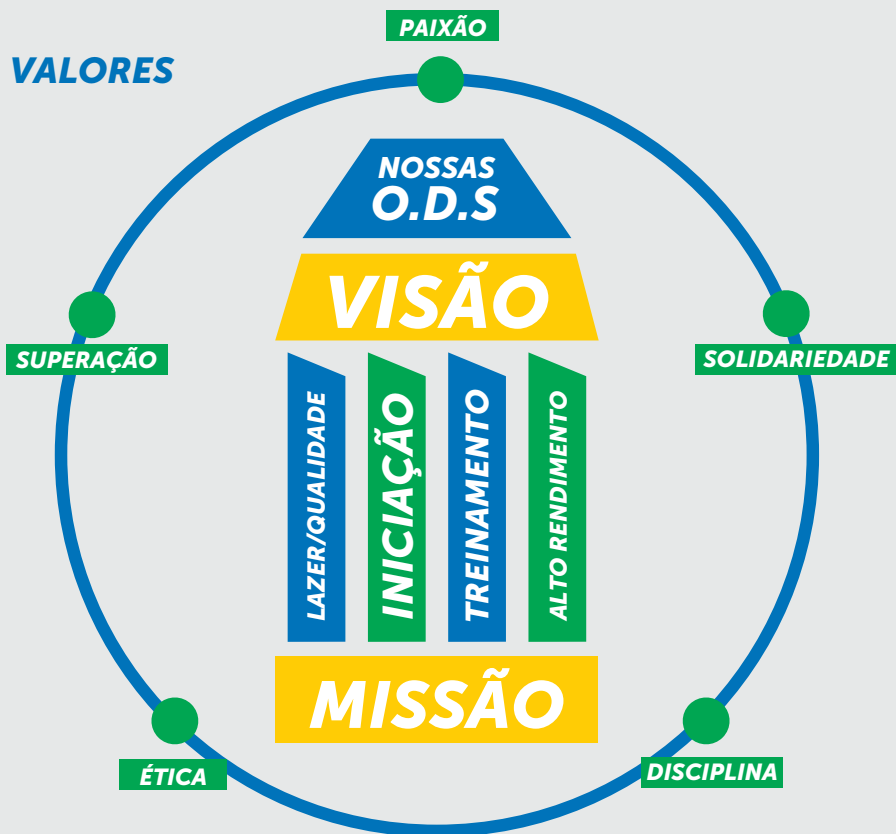 PAIXÃO
VALORES
NOSSAS
O.D.S
VISÃO
SUPERAÇÃO
SOLIDARIEDADE
LAZER/QUALIDADE
INICIAÇÃO
TREINAMENTO
ALTO RENDIMENTO
MISSÃO
ÉTICA
DISCIPLINA